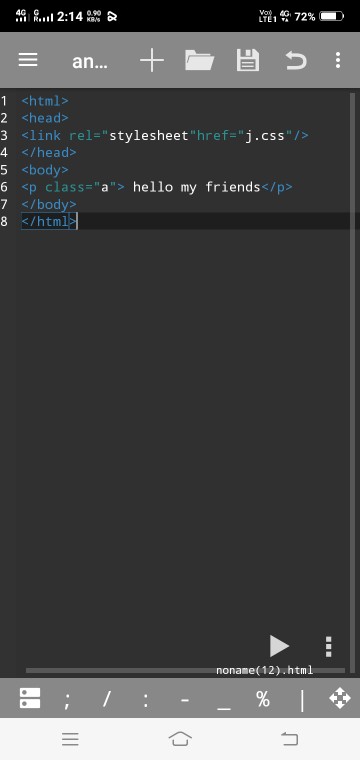 4G R 2:14 0.90 KB/s Vo) LTE1 4G 72%
an...
1 <html>
2 <head>
3 <link rel="stylesheet"href="j.css"/>
4 </head>
5 <body>
6 <p class="a"> hello my friends</p>
7 </body>
8 </html>
noname(12).html
; / : - _ % |